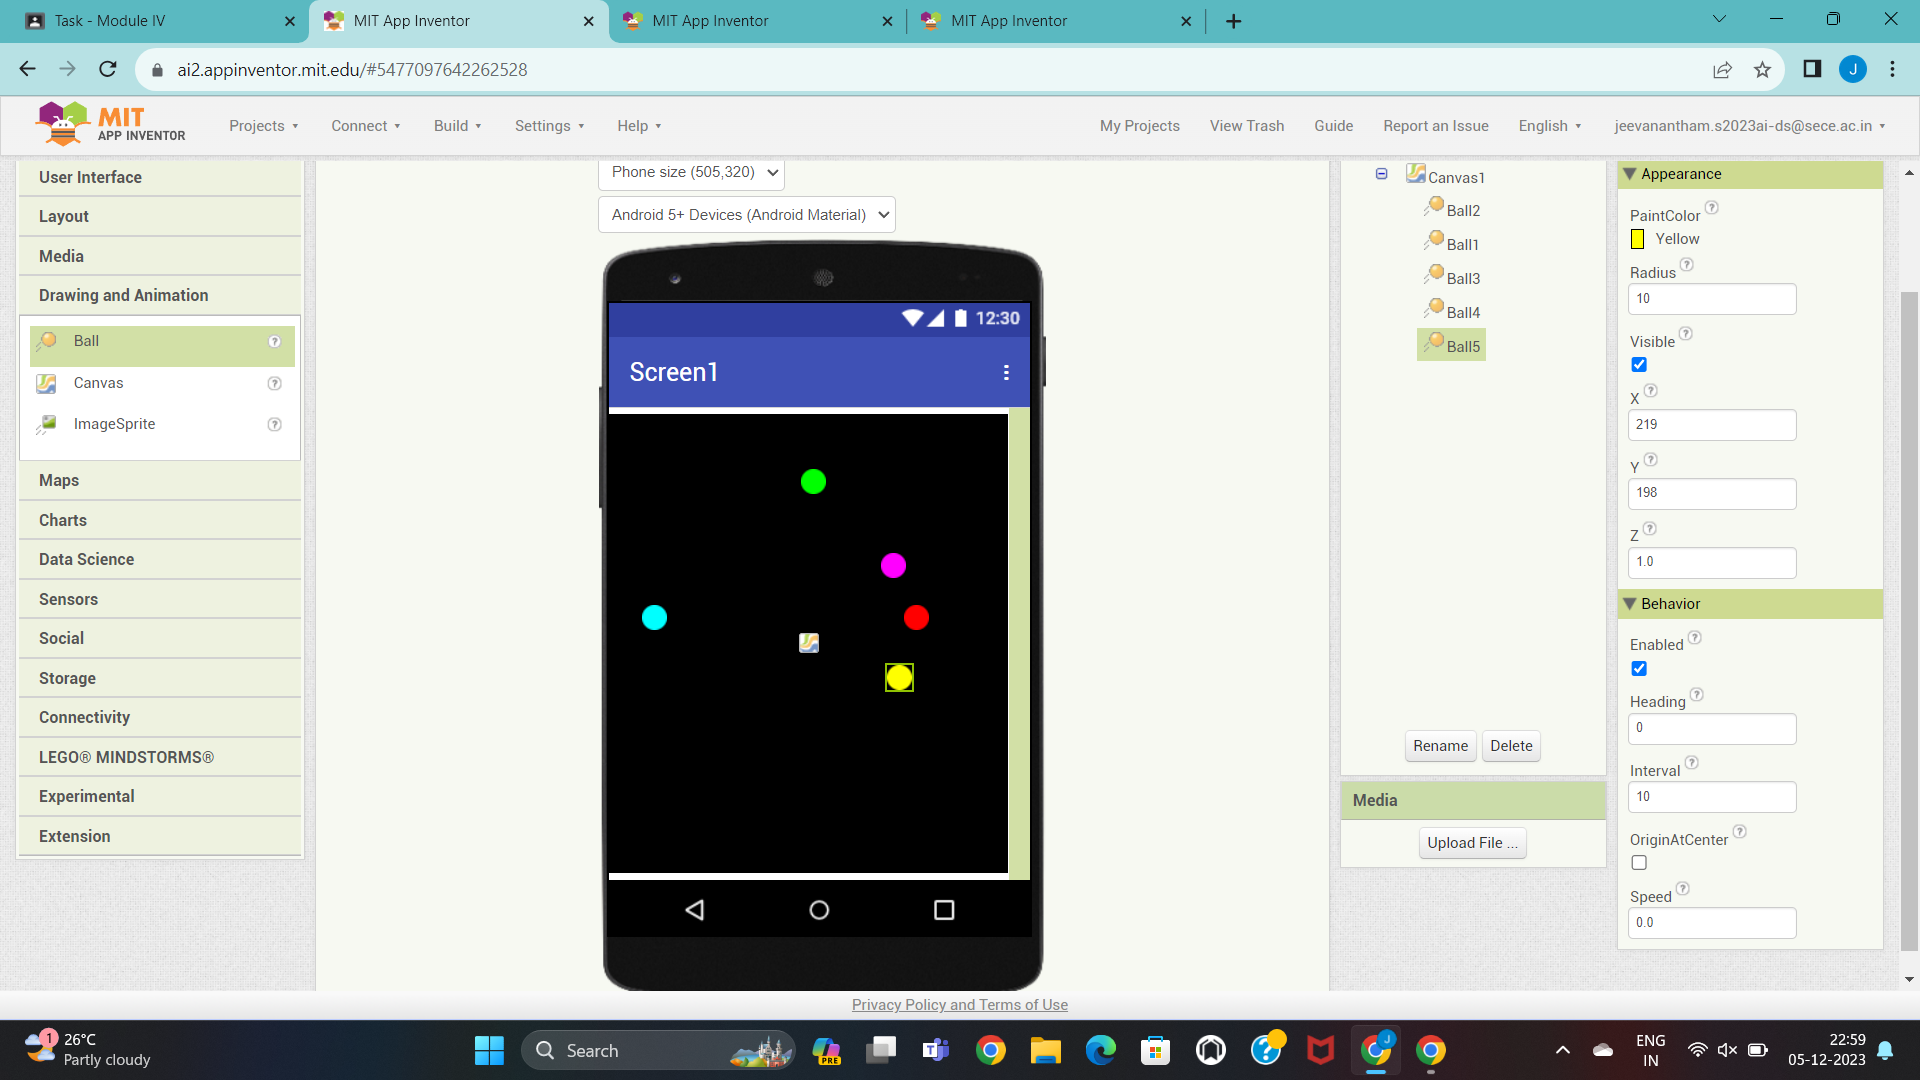 Task - Module IV
MIT App Inventor
MIT App Inventor
MIT App Inventor
ai2.appinventor.mit.edu/#5477097642262528
J
MIT
APP INVENTOR
Projects
Connect
Build
Settings
Help
My Projects
View Trash
Guide
Report an Issue
English
jeevanantham.s2023ai-ds@sece.ac.in
User Interface
Layout
Media
Drawing and Animation
Ball ?
Canvas ?
ImageSprite ?
Maps
Charts
Data Science
Sensors
Social
Storage
Connectivity
LEGO® MINDSTORMS®
Experimental
Extension
Phone size (505,320)
Android 5+ Devices (Android Material)
12:30
Screen1
Canvas1
Ball2
Ball1
Ball3
Ball4
Ball5
Rename
Delete
Media
Upload File ...
Appearance
PaintColor ?
Yellow
Radius ?
10
Visible ?
X ?
219
Y ?
198
Z ?
1.0
Behavior
Enabled ?
Heading ?
0
Interval ?
10
OriginAtCenter ?
Speed ?
0.0
Privacy Policy and Terms of Use
1
26°C
Partly cloudy
Search
PRE
T
J
ENG
IN
22:59
05-12-2023